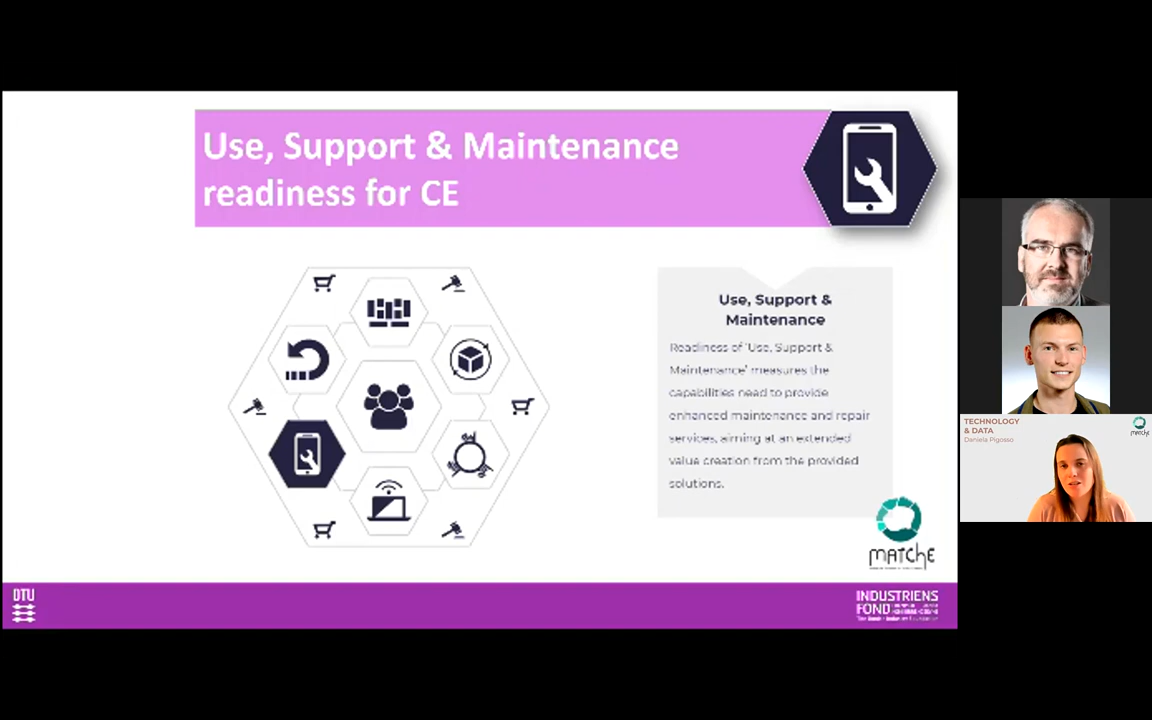 Use, Support & Maintenance
readiness for CE
Use, Support &
Maintenance
Readiness of 'Use, Support &
Maintenance' measures the
capabilities need to provide
enhanced maintenance and repair
services, aiming at an extended
value creation from the provided
solutions.
MATChE
DTU
INDUSTRIENS
FOND
TECHNOLOGY
& DATA
Daniela Pigosso
MATChE